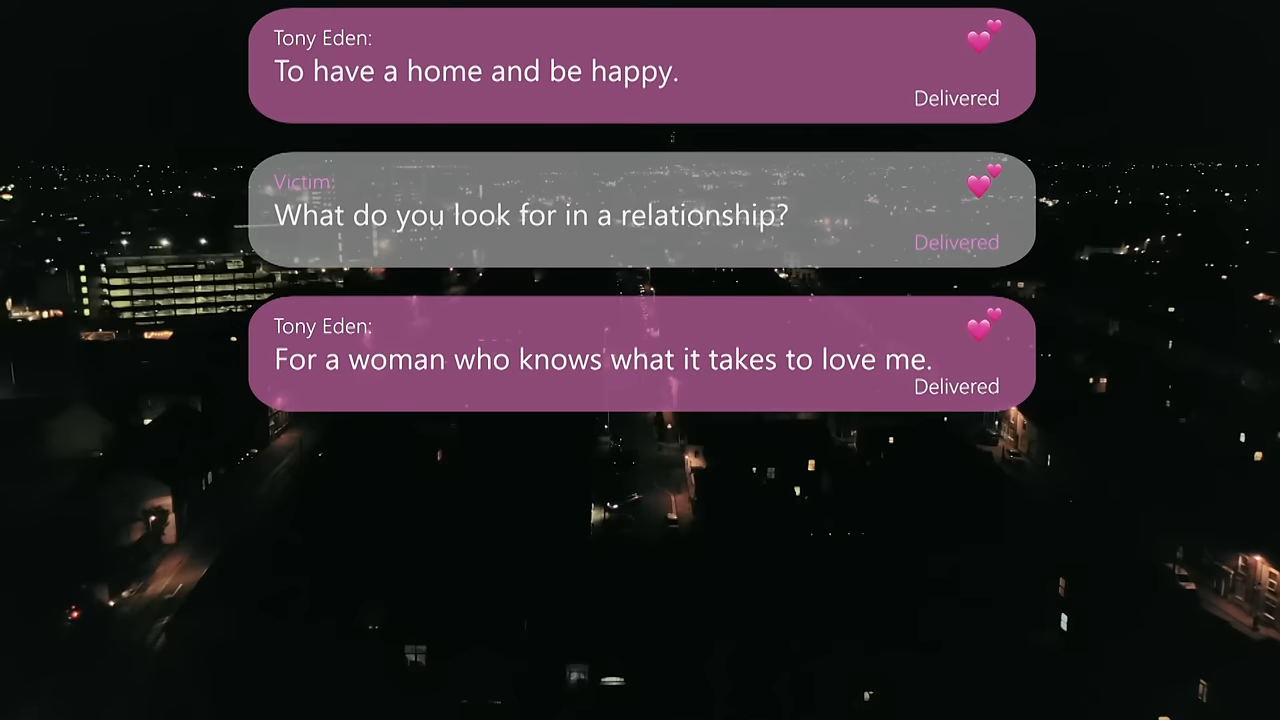 Tony Eden:
To have a home and be happy.
Delivered
Victim:
What do you look for in a relationship?
Delivered
Tony Eden:
For a woman who knows what it takes to love me.
Delivered